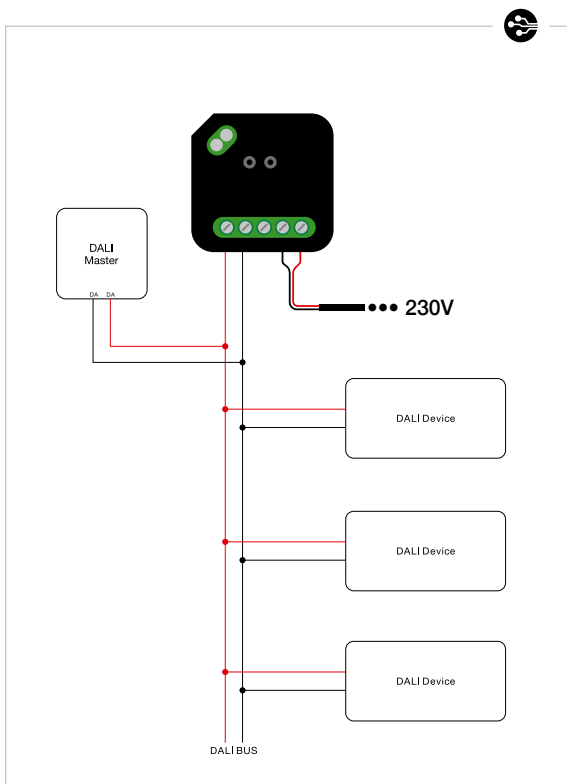 DALI
Master
DA DA
230V
DALI Device
DALI Device
DALI Device
DALI BUS